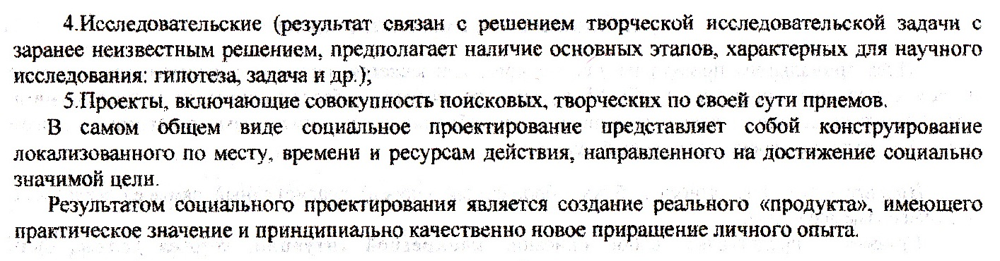 4.Исследовательские (результат связан с решением творческой исследовательской задачи с
заранее неизвестным решением, предполагает наличие основных этапов, характерных для научного
исследования: гипотеза, задача и др.);
5.Проекты, включающие совокупность поисковых, творческих по своей сути приемов.
В самом общем виде социальное проектирование представляет собой конструирование
локализованного по месту, времени и ресурсам действия, направленного на достижение социально
значимой цели.
Результатом социального проектирования является создание реального «продукта», имеющего
практическое значение и принципиально качественно новое приращение личного опыта.